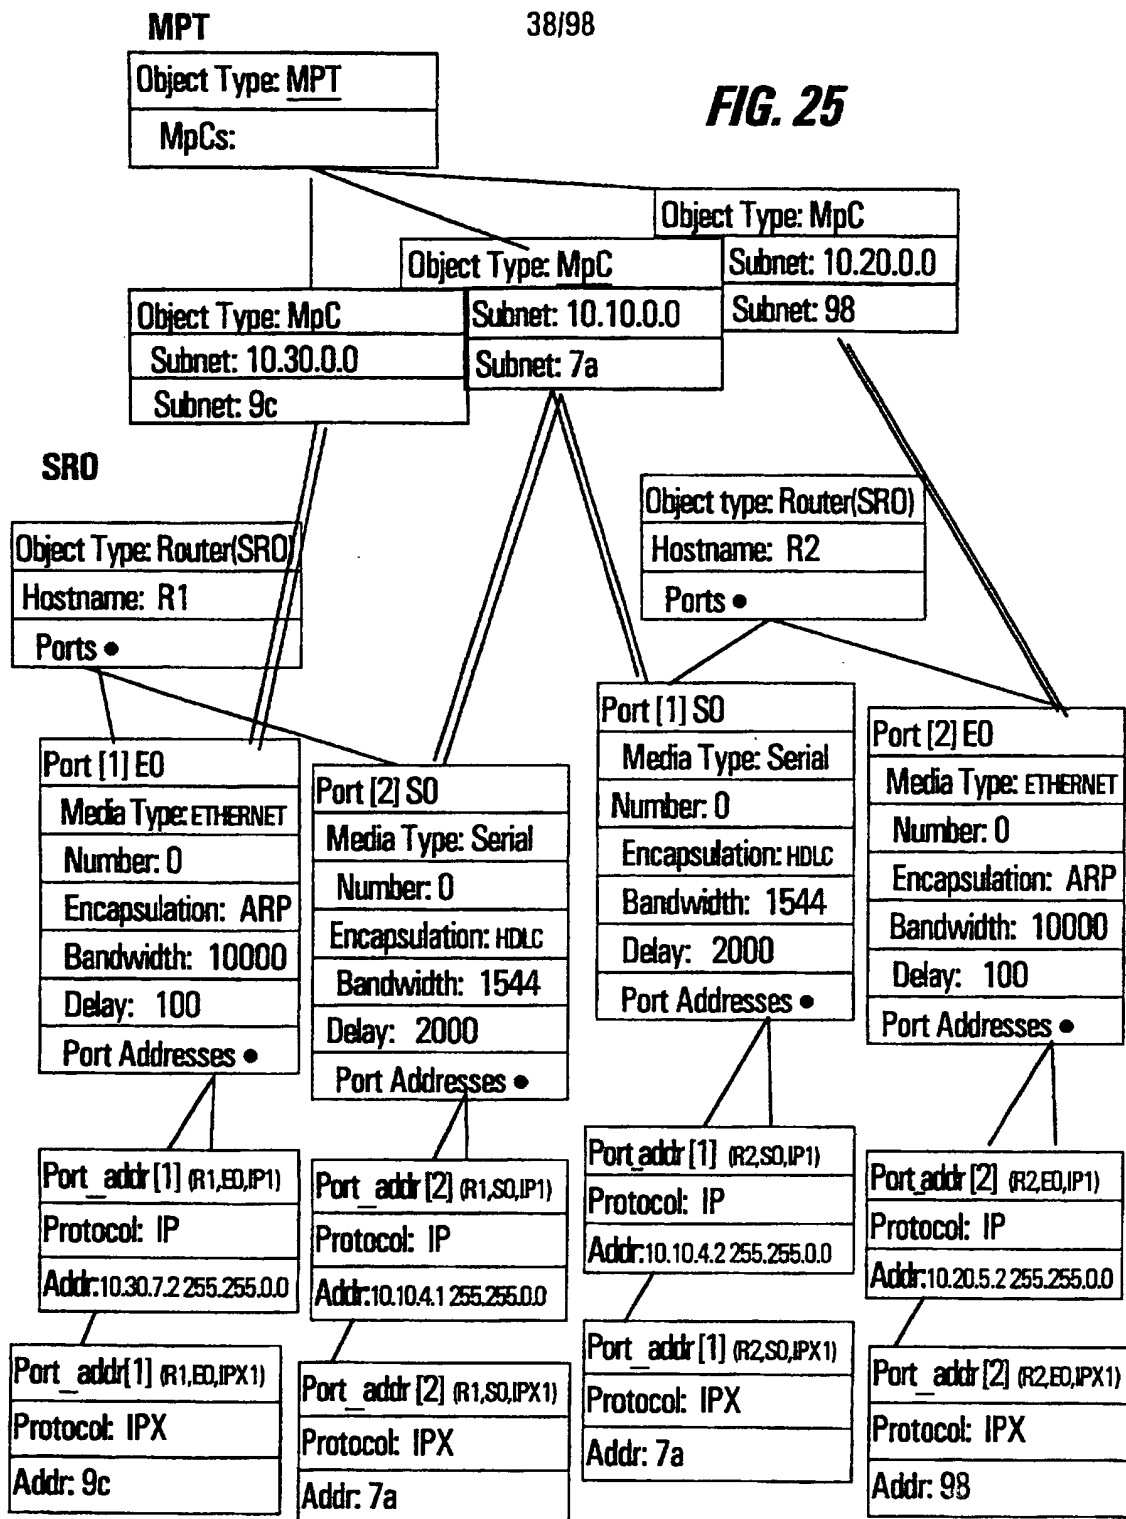 MPT
38/98
FIG. 25
Object Type: MPT
MpCs:
Object Type: MpC
Subnet: 10.20.0.0
Subnet: 98
Object Type: MpC
Subnet: 10.10.0.0
Subnet: 7a
Object Type: MpC
Subnet: 10.30.0.0
Subnet: 9c
SRO
Object Type: Router(SRO)
Hostname: R1
Ports •
Object type: Router(SRO)
Hostname: R2
Ports •
Port [1] E0
Media Type: ETHERNET
Number: 0
Encapsulation: ARP
Bandwidth: 10000
Delay: 100
Port Addresses •
Port [2] S0
Media Type: Serial
Number: 0
Encapsulation: HDLC
Bandwidth: 1544
Delay: 2000
Port Addresses •
Port [1] S0
Media Type: Serial
Number: 0
Encapsulation: HDLC
Bandwidth: 1544
Delay: 2000
Port Addresses •
Port [2] E0
Media Type: ETHERNET
Number: 0
Encapsulation: ARP
Bandwidth: 10000
Delay: 100
Port Addresses •
Port_addr [1] (R1,E0,IP1)
Protocol: IP
Addr:10.30.7.2 255.255.0.0
Port_addr [2] (R1,S0,IP1)
Protocol: IP
Addr:10.10.4.1 255.255.0.0
Port_addr [1] (R2,S0,IP1)
Protocol: IP
Addr:10.10.4.2 255.255.0.0
Port_addr [2] (R2,E0,IP1)
Protocol: IP
Addr:10.20.5.2 255.255.0.0
Port_addr[1] (R1,E0,IPX1)
Protocol: IPX
Addr: 9c
Port_addr [2] (R1,S0,IPX1)
Protocol: IPX
Addr: 7a
Port_addr [1] (R2,S0,IPX1)
Protocol: IPX
Addr: 7a
Port_addr [2] (R2,E0,IPX1)
Protocol: IPX
Addr: 98